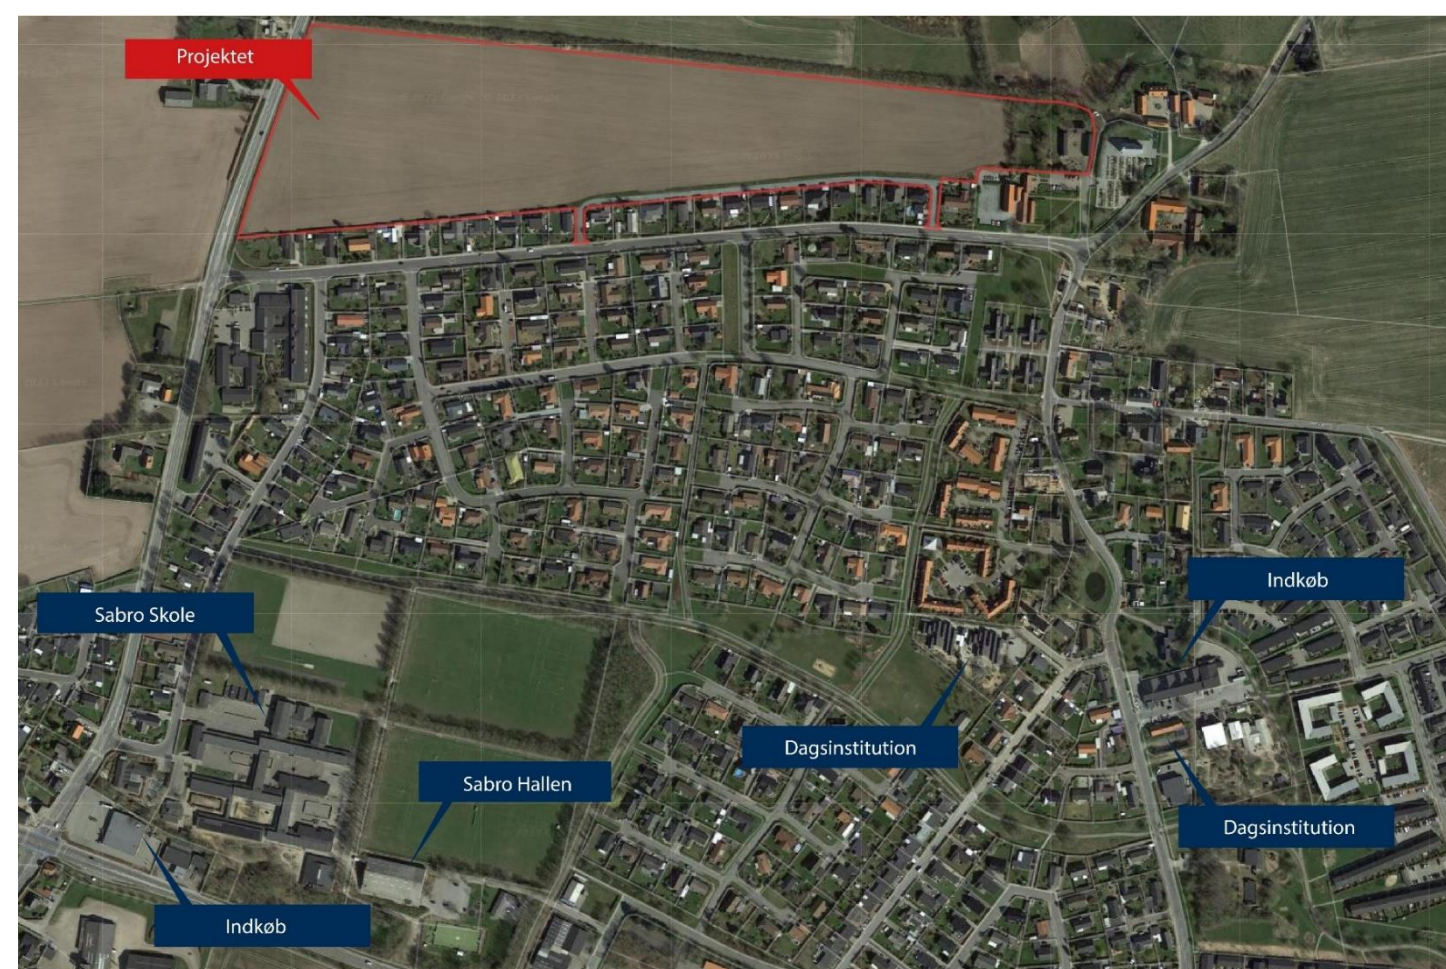 Projektet
Indkøb
Sabro Skole
Dagsinstitution
Sabro Hallen
Dagsinstitution
Indkøb